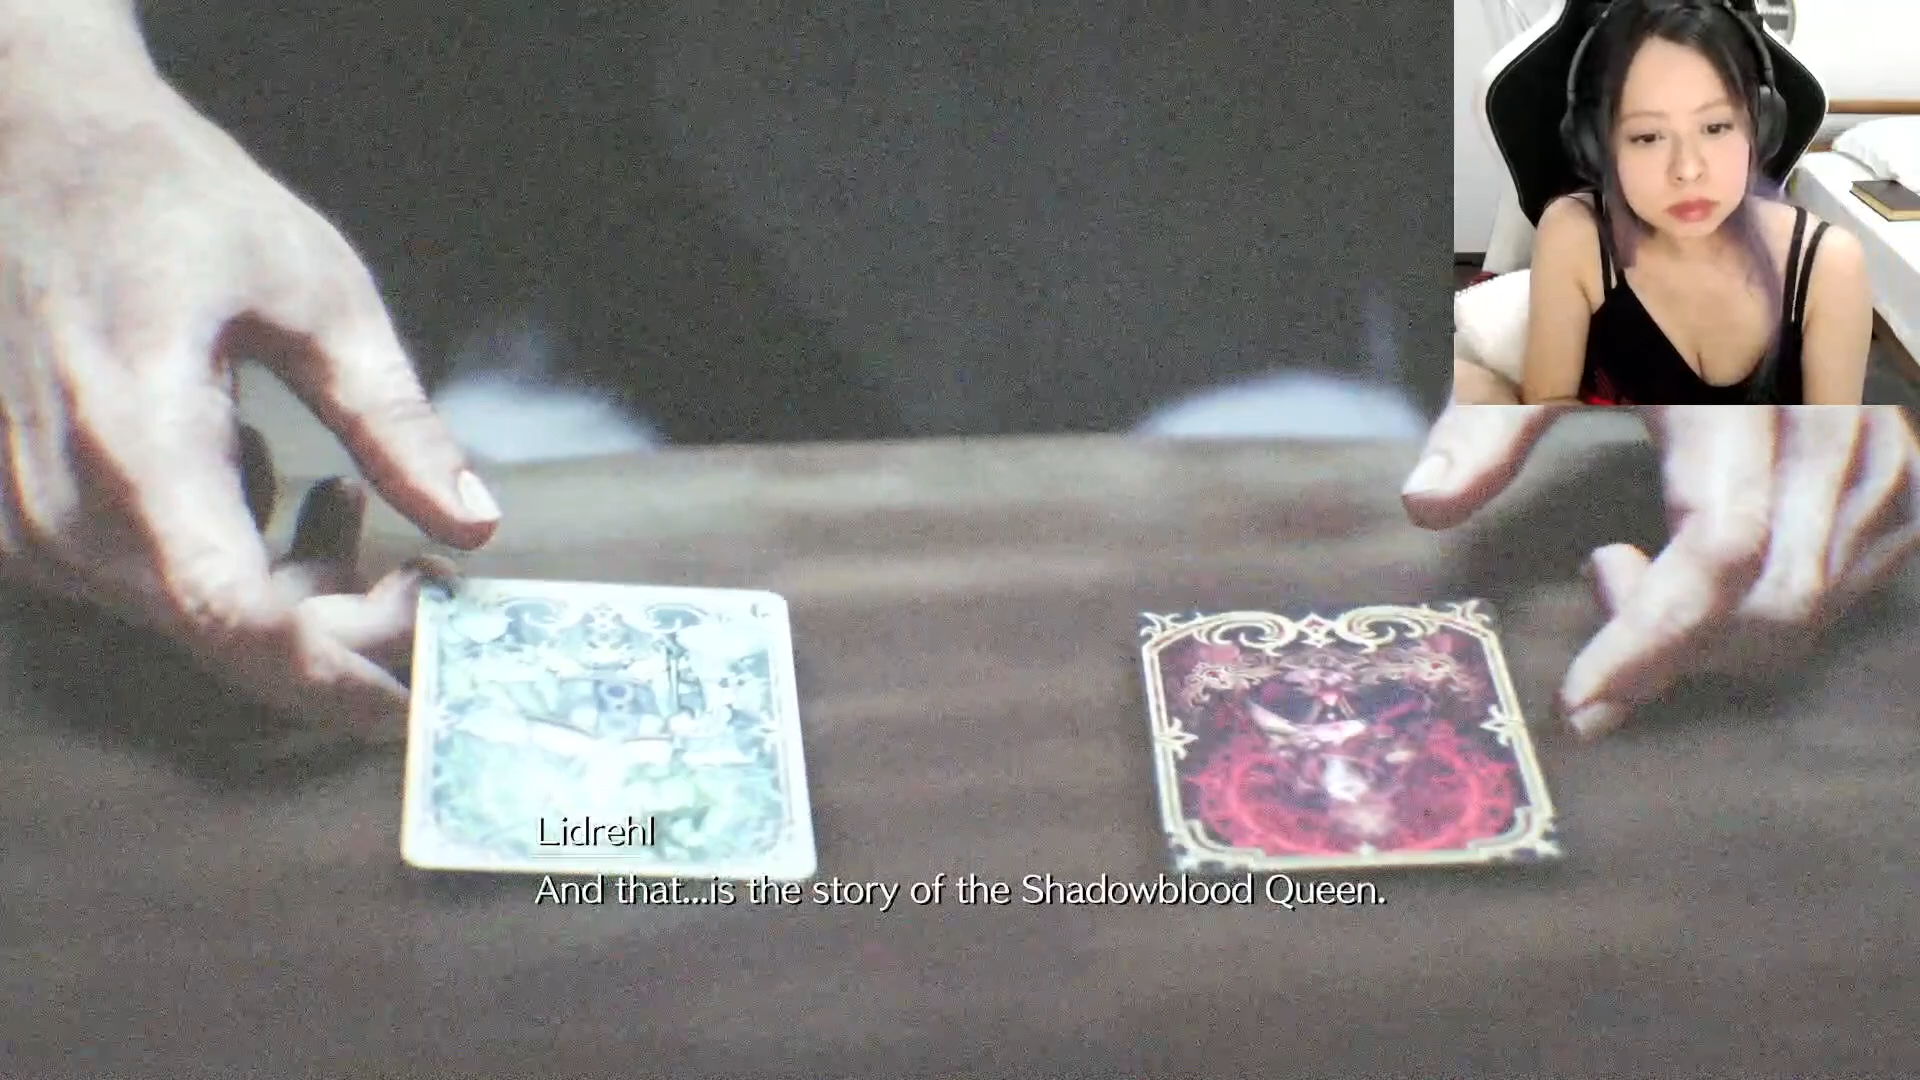 Lidrehl
And that...is the story of the Shadowblood Queen.